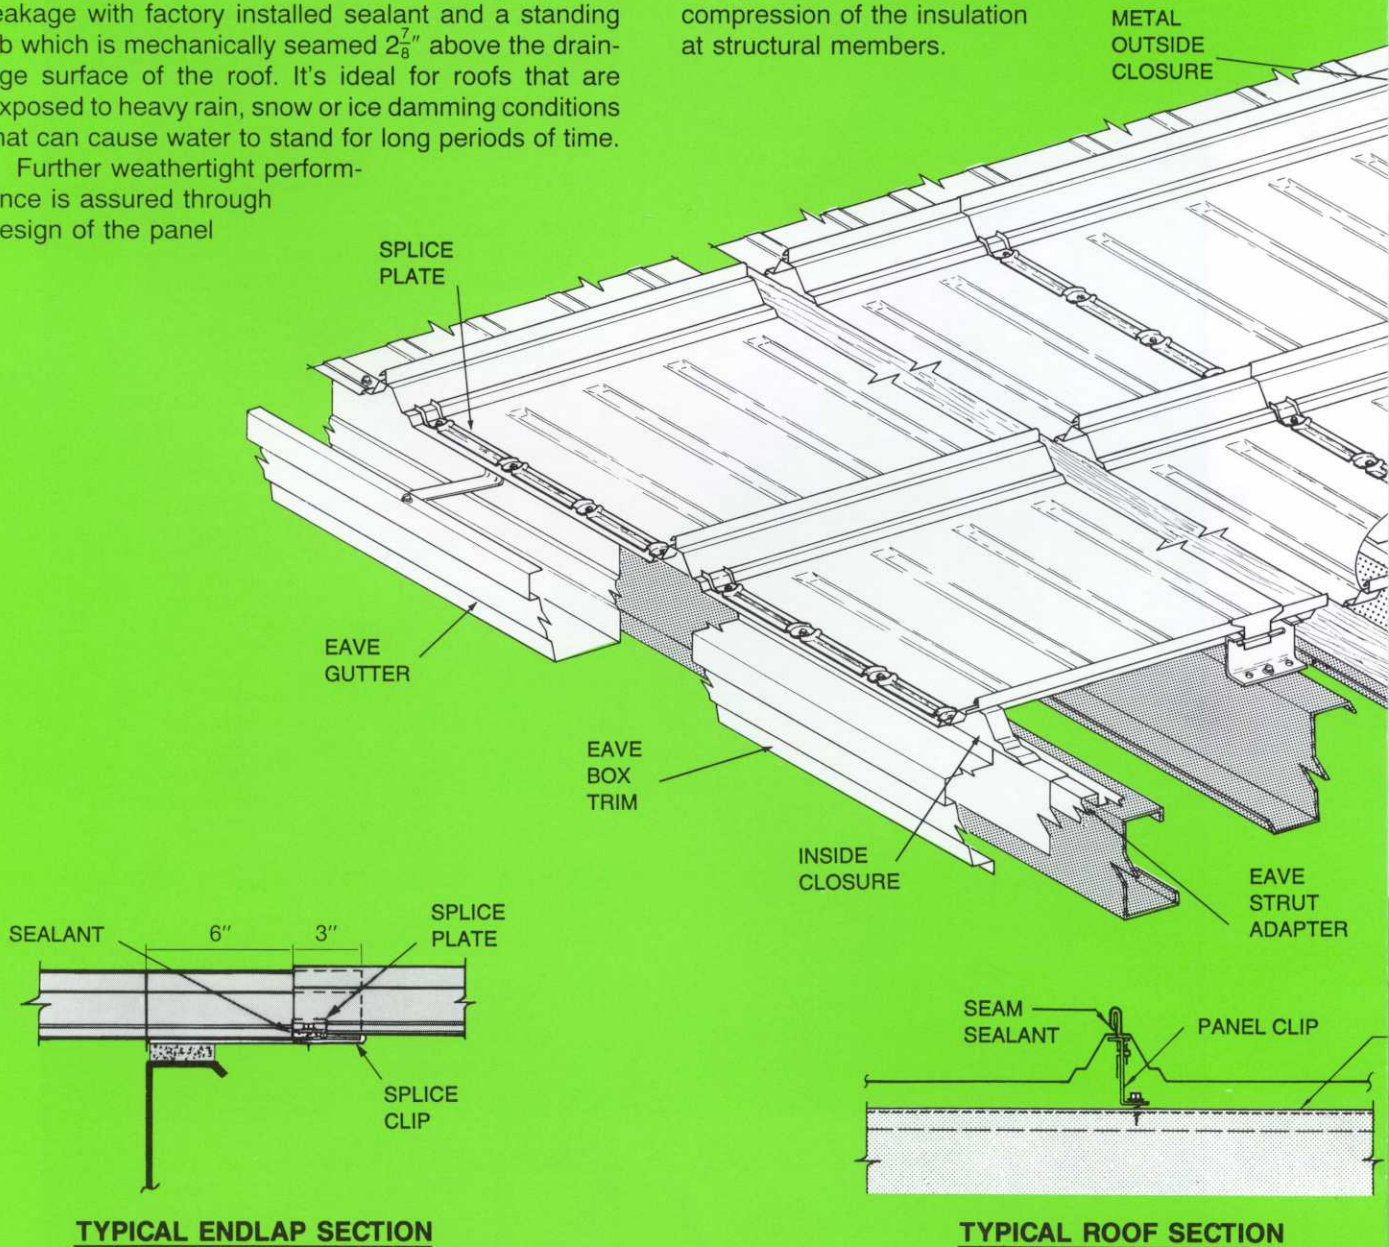 eakage with factory installed sealant and a standing
b which is mechanically seamed 2⅞″ above the drain-
ge surface of the roof. It's ideal for roofs that are
xposed to heavy rain, snow or ice damming conditions
hat can cause water to stand for long periods of time.
Further weathertight perform-
nce is assured through
esign of the panel
compression of the insulation
at structural members.
METAL
OUTSIDE
CLOSURE
SPLICE
PLATE
EAVE
GUTTER
EAVE
BOX
TRIM
INSIDE
CLOSURE
EAVE
STRUT
ADAPTER
SEALANT
6″
3″
SPLICE
PLATE
SPLICE
CLIP
TYPICAL ENDLAP SECTION
SEAM
SEALANT
PANEL CLIP
TYPICAL ROOF SECTION